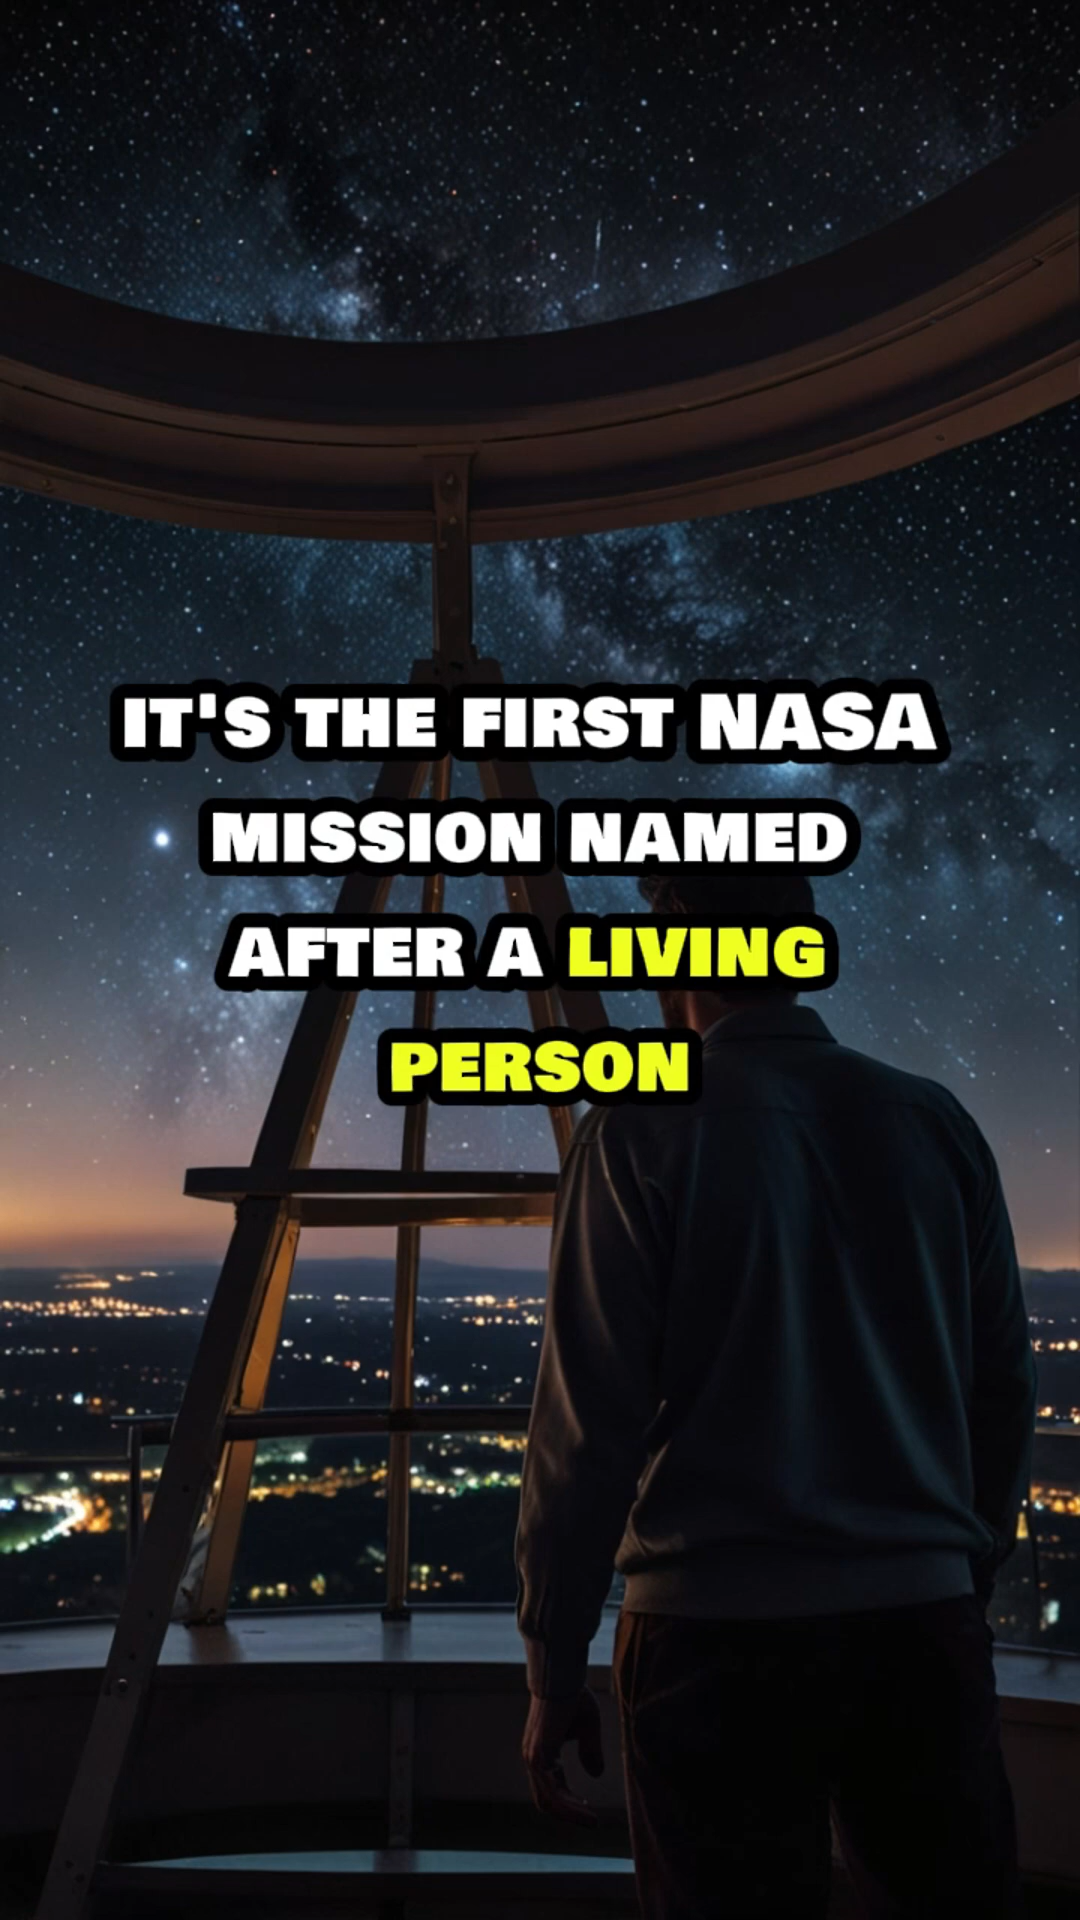 IT'S THE FIRST NASA
MISSION NAMED
AFTER A LIVING
PERSON